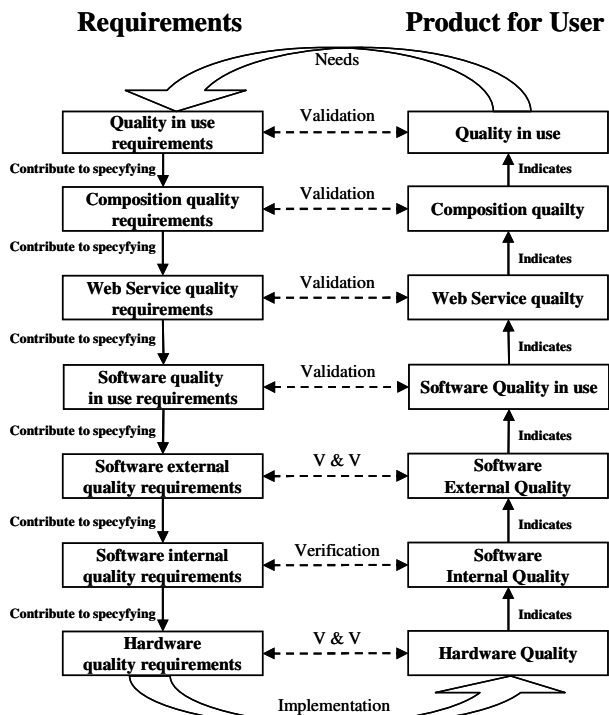 Requirements
Product for User
Needs
Quality in use
requirements
Validation
Quality in use
Contribute to specyfying
Indicates
Composition quality
requirements
Validation
Composition quailty
Contribute to specyfying
Indicates
Web Service quality
requirements
Validation
Web Service quailty
Contribute to specyfying
Indicates
Software quality
in use requirements
Validation
Software Quality in use
Contribute to specyfying
Indicates
Software external
quality requirements
V & V
Software
External Quality
Contribute to specyfying
Indicates
Software internal
quality requirements
Verification
Software
Internal Quality
Contribute to specyfying
Indicates
Hardware
quality requirements
V & V
Hardware Quality
Implementation